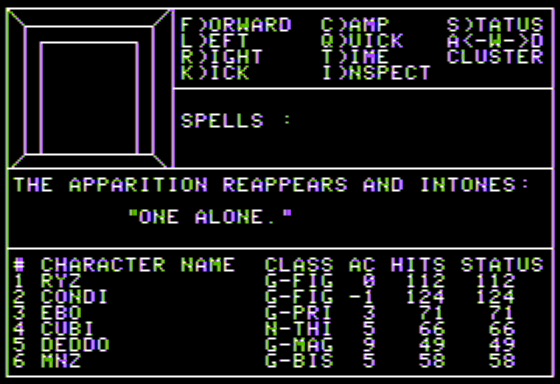 F)ORWARD C)AMP S)TATUS
L)EFT Q)UICK A<-W->D
R)IGHT T)IME CLUSTER
K)ICK I)NSPECT
SPELLS :
THE APPARITION REAPPEARS AND INTONES:
"ONE ALONE."
# CHARACTER NAME CLASS AC HITS STATUS
1 RYZ G-FIG 0 112 112
2 CONDI G-FIG -1 124 124
3 EBO G-PRI 3 71 71
4 CUBI N-THI 5 66 66
5 DEDDO G-MAG 9 49 49
6 MNZ G-BIS 5 58 58